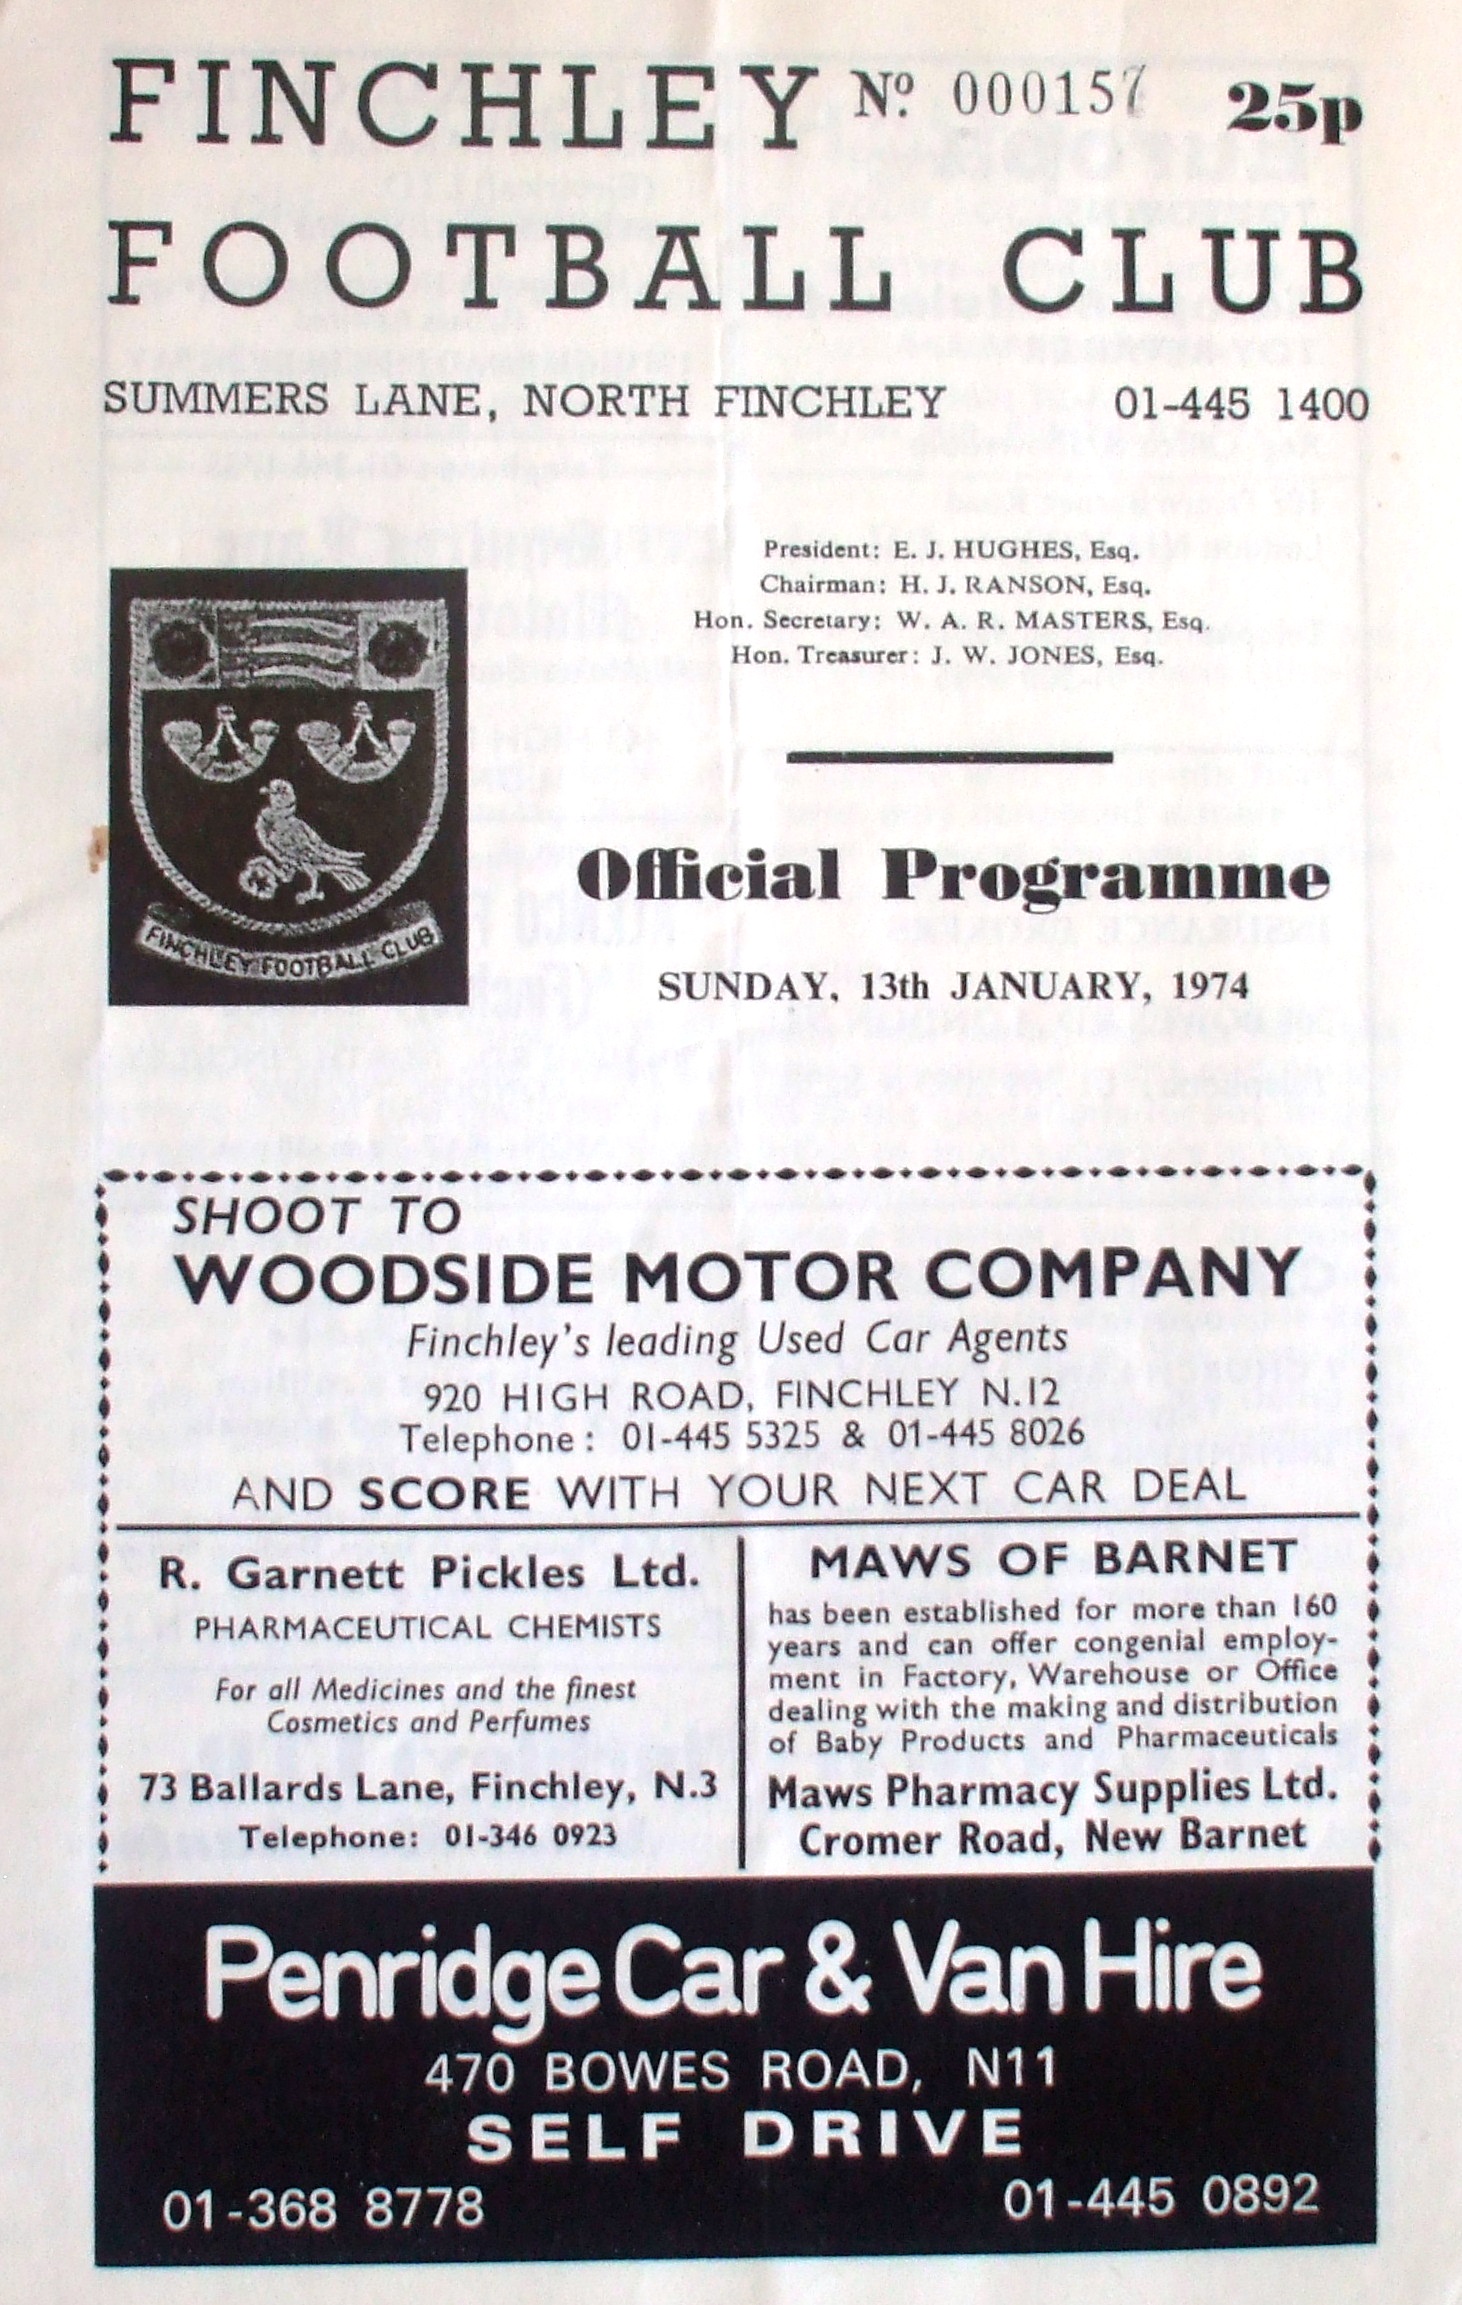 FINCHLEY Nº 000157 25p
FOOTBALL CLUB
SUMMERS LANE, NORTH FINCHLEY 01-445 1400
President: E. J. HUGHES, Esq.
Chairman: H. J. RANSON, Esq.
Hon. Secretary: W. A. R. MASTERS, Esq.
Hon. Treasurer: J. W. JONES, Esq.
FINCHLEY FOOTBALL CLUB
Official Programme
SUNDAY, 13th JANUARY, 1974
SHOOT TO
WOODSIDE MOTOR COMPANY
Finchley's leading Used Car Agents
920 HIGH ROAD, FINCHLEY N.12
Telephone: 01-445 5325 & 01-445 8026
AND SCORE WITH YOUR NEXT CAR DEAL
R. Garnett Pickles Ltd.
PHARMACEUTICAL CHEMISTS
For all Medicines and the finest
Cosmetics and Perfumes
73 Ballards Lane, Finchley, N.3
Telephone: 01-346 0923
MAWS OF BARNET
has been established for more than 160
years and can offer congenial employ-
ment in Factory, Warehouse or Office
dealing with the making and distribution
of Baby Products and Pharmaceuticals
Maws Pharmacy Supplies Ltd.
Cromer Road, New Barnet
Penridge Car & Van Hire
470 BOWES ROAD, N11
SELF DRIVE
01-368 8778 01-445 0892